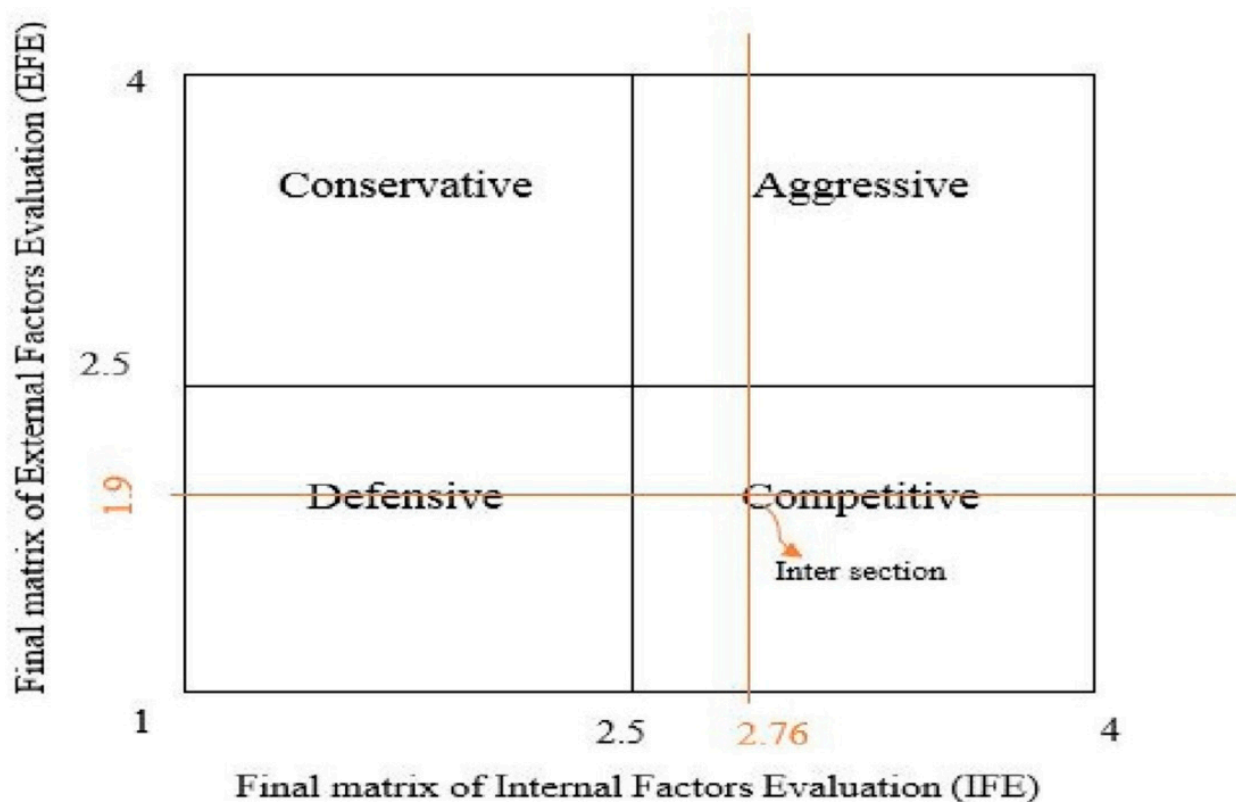 Final matrix of External Factors Evaluation (EFE)
4
Conservative
Aggressive
2.5
1.9
Defensive
Competitive
Inter section
1
2.5
2.76
4
Final matrix of Internal Factors Evaluation (IFE)